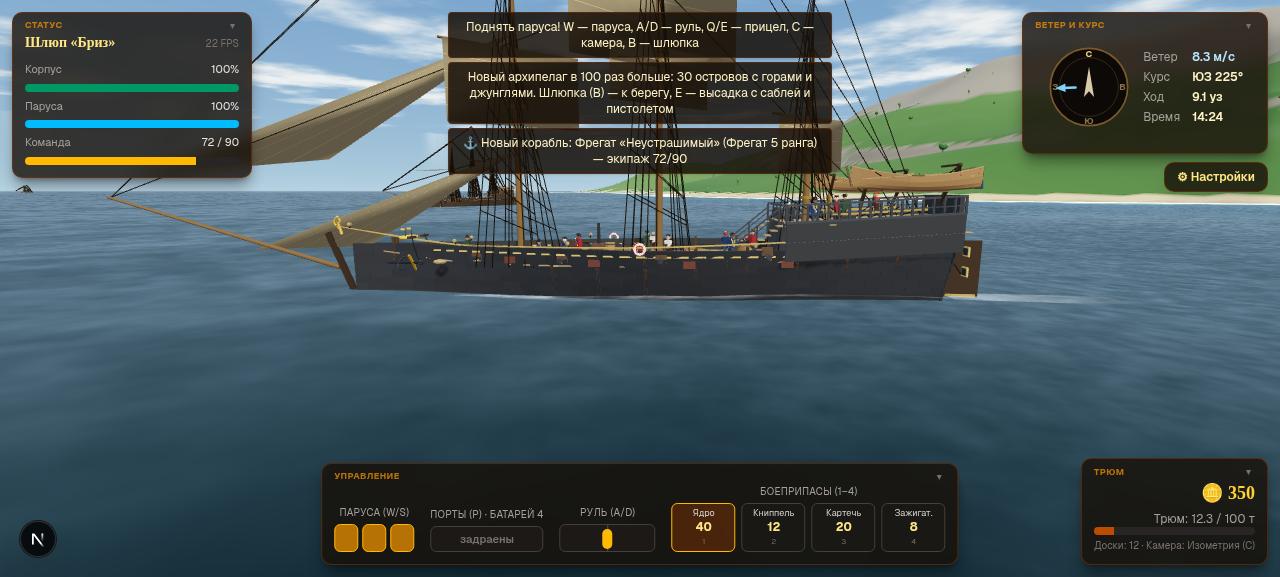 СТАТУС
Шлюп «Бриз»
22 FPS
Корпус 100%
Паруса 100%
Команда 72 / 90
Поднять паруса! W — паруса, A/D — руль, Q/E — прицел, C —
камера, B — шлюпка
Новый архипелаг в 100 раз больше: 30 островов с горами и
джунглями. Шлюпка (B) — к берегу, E — высадка с саблей и
пистолетом
⚓ Новый корабль: Фрегат «Неустрашимый» (Фрегат 5 ранга)
— экипаж 72/90
ВЕТЕР И КУРС
С
З
В
Ю
Ветер 8.3 м/с
Курс ЮЗ 225°
Ход 9.1 уз
Время 14:24
⚙ Настройки
УПРАВЛЕНИЕ
ПАРУСА (W/S)
ПОРТЫ (P) · БАТАРЕЙ 4
задраены
РУЛЬ (A/D)
БОЕПРИПАСЫ (1–4)
Ядро
40
1
Книппель
12
2
Картечь
20
3
Зажигат.
8
4
ТРЮМ
🪙 350
Трюм: 12.3 / 100 т
Доски: 12 · Камера: Изометрия (C)
N